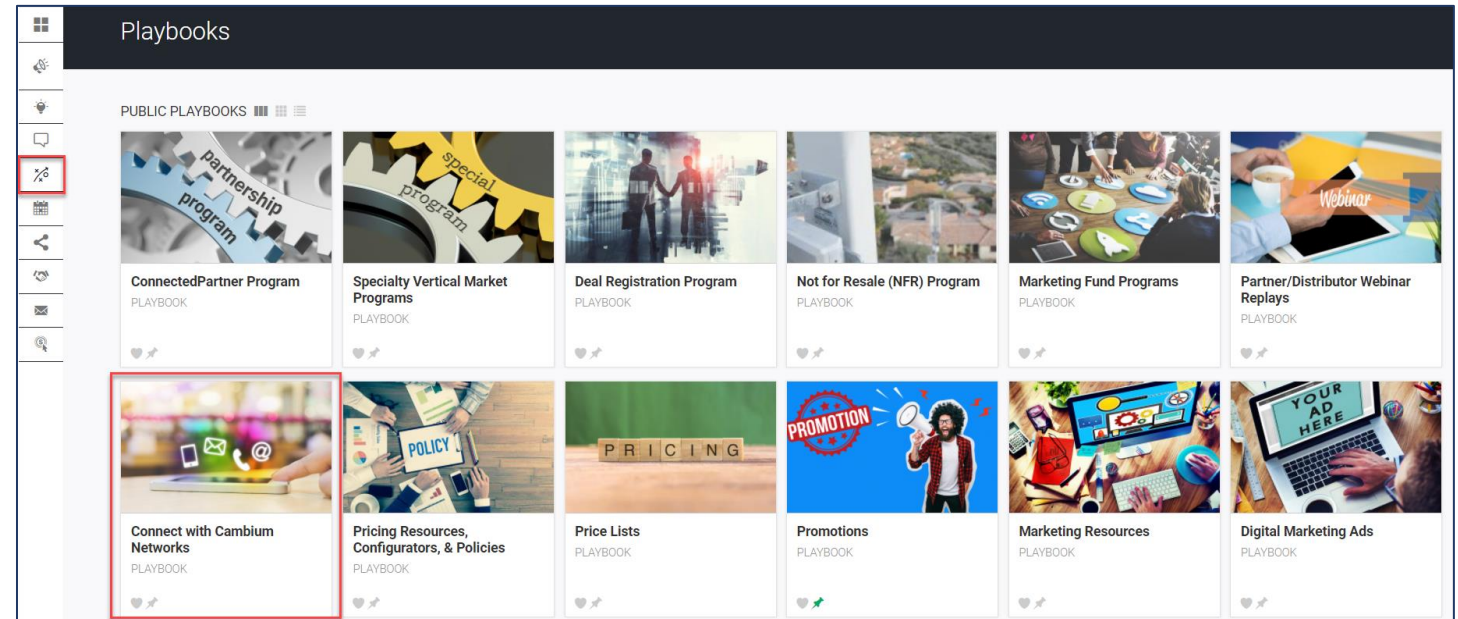 Playbooks
PUBLIC PLAYBOOKS
partnership
program
special
program
Webinar
ConnectedPartner Program
PLAYBOOK
Specialty Vertical Market
Programs
PLAYBOOK
Deal Registration Program
PLAYBOOK
Not for Resale (NFR) Program
PLAYBOOK
Marketing Fund Programs
PLAYBOOK
Partner/Distributor Webinar
Replays
PLAYBOOK
@
POLICY
PRICING
PROMOTION
YOUR
AD
HERE
Connect with Cambium
Networks
PLAYBOOK
Pricing Resources,
Configurators, & Policies
PLAYBOOK
Price Lists
PLAYBOOK
Promotions
PLAYBOOK
Marketing Resources
PLAYBOOK
Digital Marketing Ads
PLAYBOOK